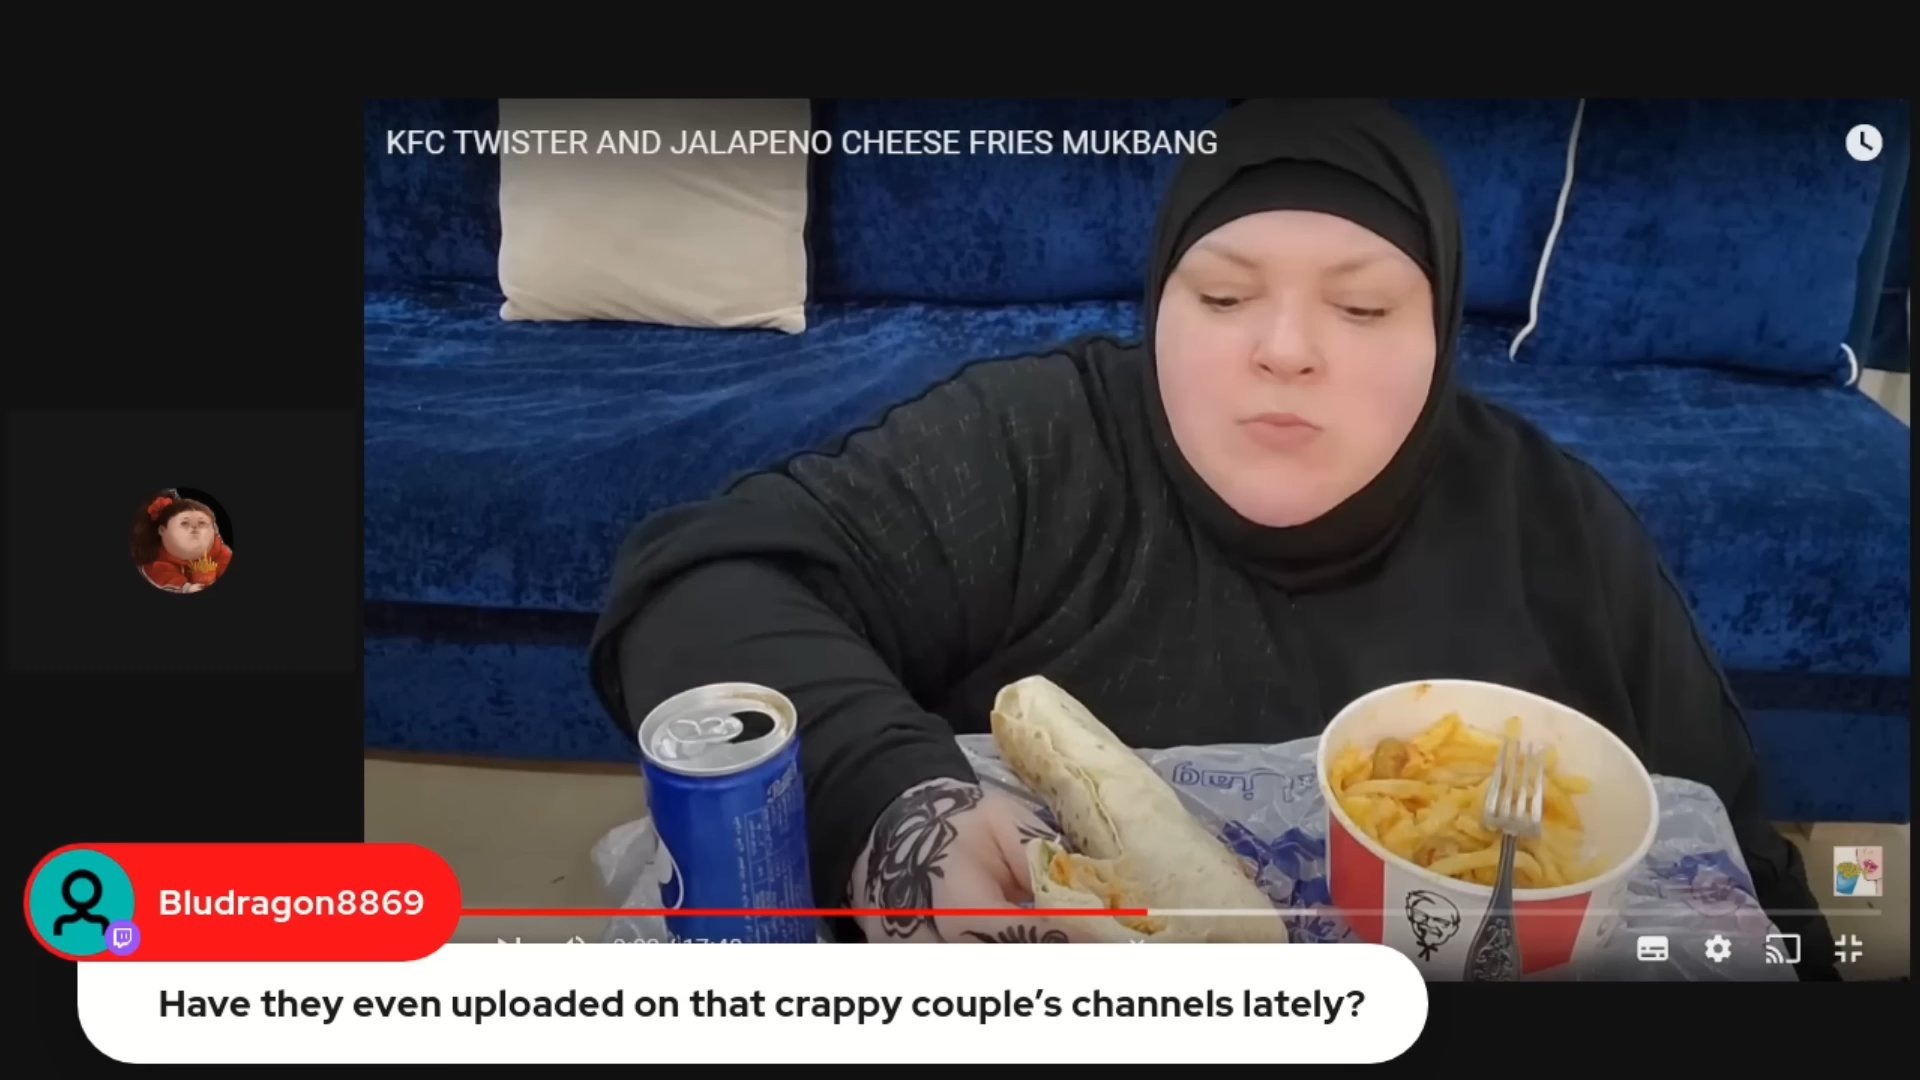 KFC TWISTER AND JALAPENO CHEESE FRIES MUKBANG
Bludragon8869
Have they even uploaded on that crappy couple's channels lately?